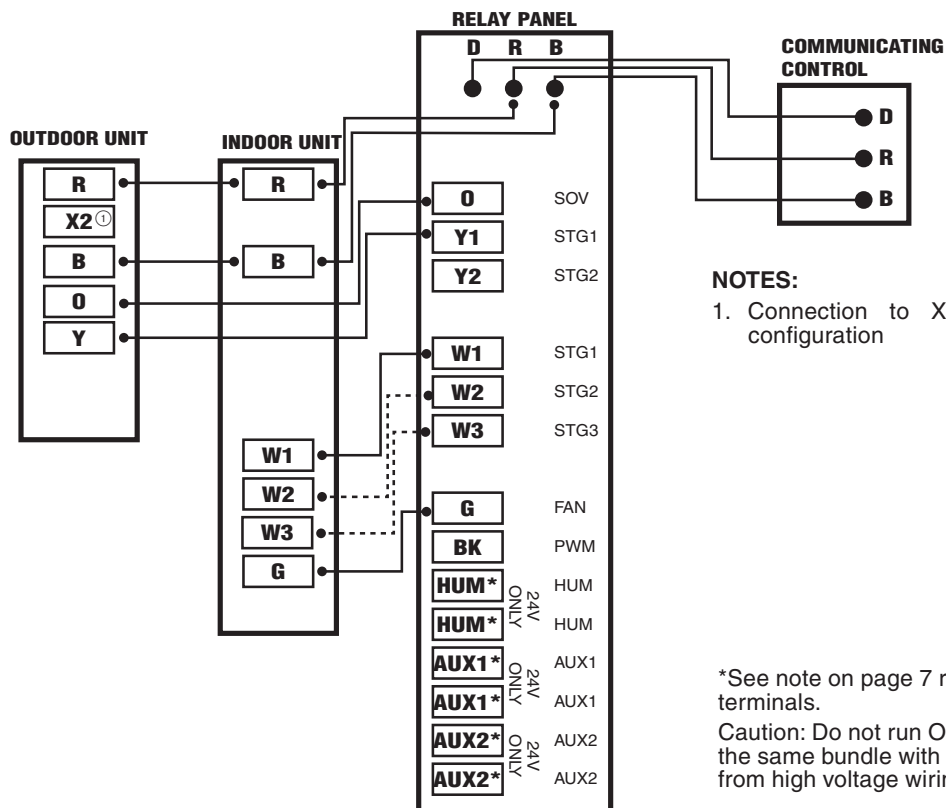 RELAY PANEL
D R B
COMMUNICATING
CONTROL
D
R
B
OUTDOOR UNIT
R
X2①
B
O
Y
INDOOR UNIT
R
B
W1
W2
W3
G
O SOV
Y1 STG1
Y2 STG2
W1 STG1
W2 STG2
W3 STG3
G FAN
BK PWM
HUM* HUM
HUM* HUM
24V
ONLY
AUX1* AUX1
AUX1* AUX1
24V
ONLY
AUX2* AUX2
AUX2* AUX2
24V
ONLY
NOTES:
1. Connection to X
configuration
*See note on page 7 r
terminals.
Caution: Do not run O
the same bundle with
from high voltage wirin